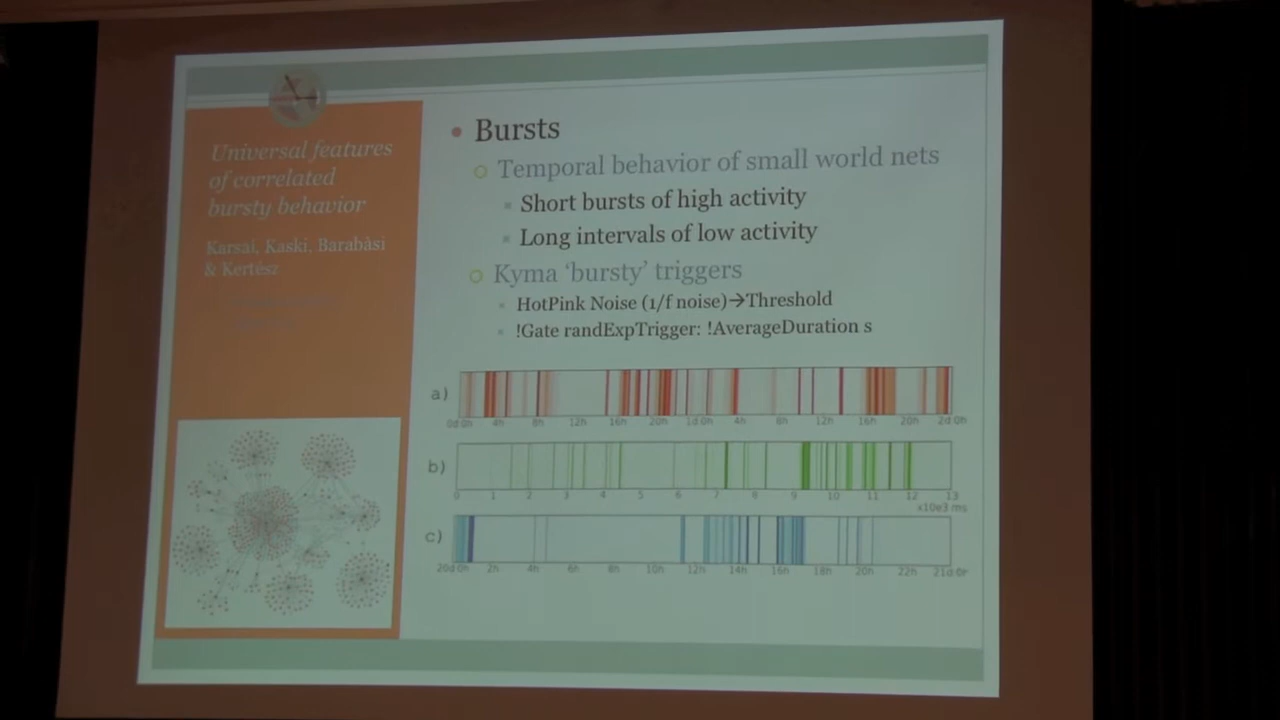 Universal features
of correlated
bursty behavior
Karsai, Kaski, Barabàsi
& Kertész
• Bursts
Temporal behavior of small world nets
Short bursts of high activity
Long intervals of low activity
Kyma ‘bursty’ triggers
HotPink Noise (1/f noise)→Threshold
!Gate randExpTrigger: !AverageDuration s
a)
0d 0h 4h 8h 12h 16h 20h 1d 0h 4h 8h 12h 16h 20h 2d 0h
b)
0 1 2 3 4 5 6 7 8 9 10 11 12 13
x10e3 ms
c)
20d 0h 2h 4h 6h 8h 10h 12h 14h 16h 18h 20h 22h 21d 0h